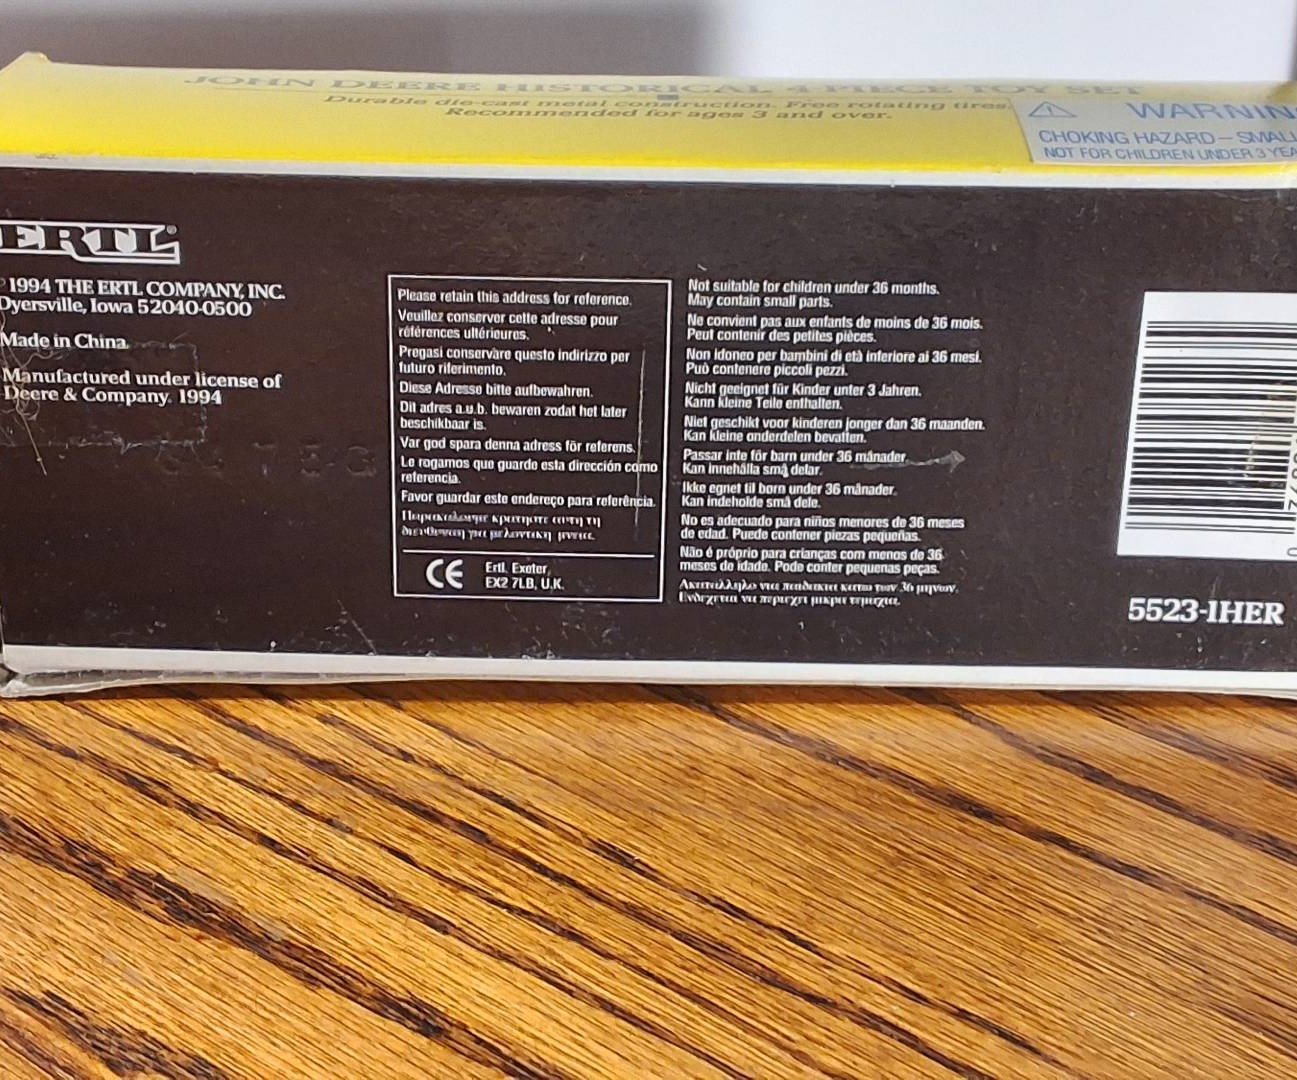 JOHN DEERE HISTORICAL 4 PIECE TOY SET
Durable die-cast metal construction. Free rotating tires.
Recommended for ages 3 and over.
WARNIN
CHOKING HAZARD – SMALL
NOT FOR CHILDREN UNDER 3 YEA
ERTL®
© 1994 THE ERTL COMPANY, INC.
Dyersville, Iowa 52040-0500
Made in China.
Manufactured under license of
Deere & Company. 1994
Please retain this address for reference.
Veuillez conserver cette adresse pour
références ultérieures.
Pregasi conservare questo indirizzo per
futuro riferimento.
Diese Adresse bitte aufbewahren.
Dit adres a.u.b. bewaren zodat het later
beschikbaar is.
Var god spara denna adress för referens.
Le rogamos que guarde esta dirección como
referencia.
Favor guardar este endereço para referência.
CE
Ertl. Exeter,
EX2 7LB, U.K.
Not suitable for children under 36 months.
May contain small parts.
Ne convient pas aux enfants de moins de 36 mois.
Peut contenir des petites pièces.
Non idoneo per bambini di età inferiore ai 36 mesi.
Può contenere piccoli pezzi.
Nicht geeignet für Kinder unter 3 Jahren.
Kann kleine Teile enthalten.
Niet geschikt voor kinderen jonger dan 36 maanden.
Kan kleine onderdelen bevatten.
Passar inte för barn under 36 månader.
Kan innehålla små delar.
Ikke egnet til born under 36 månader.
Kan indeholde små dele.
No es adecuado para niños menores de 36 meses
de edad. Puede contener piezas pequeñas.
Não é próprio para crianças com menos de 36
meses de idade. Pode conter pequenas peças.
5523-1HER